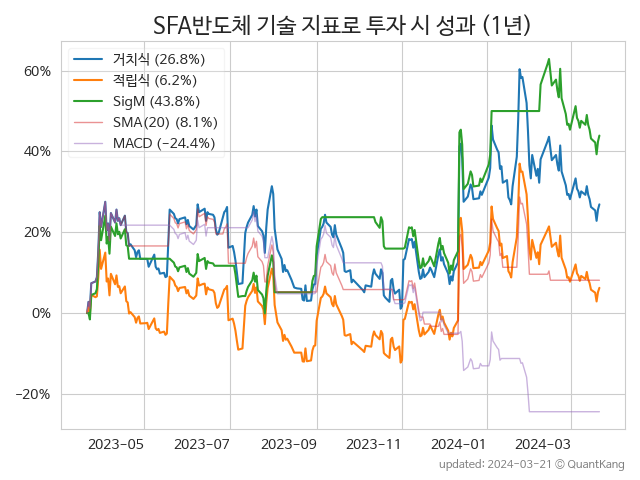 SFA반도체 기술 지표로 투자 시 성과 (1년)
거치식 (26.8%)
적립식 (6.2%)
SigM (43.8%)
SMA(20) (8.1%)
MACD (−24.4%)
60%
40%
20%
0%
−20%
2023−05 2023−07 2023−09 2023−11 2024−01 2024−03
updated: 2024−03−21 © QuantKang